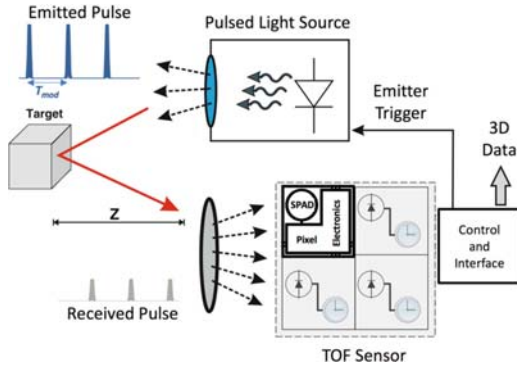 Emitted Pulse
Pulsed Light Source
T_mod
Target
Emitter
Trigger
3D
Data
Z
SPAD
Pixel
Electronics
Control
and
Interface
Received Pulse
TOF Sensor